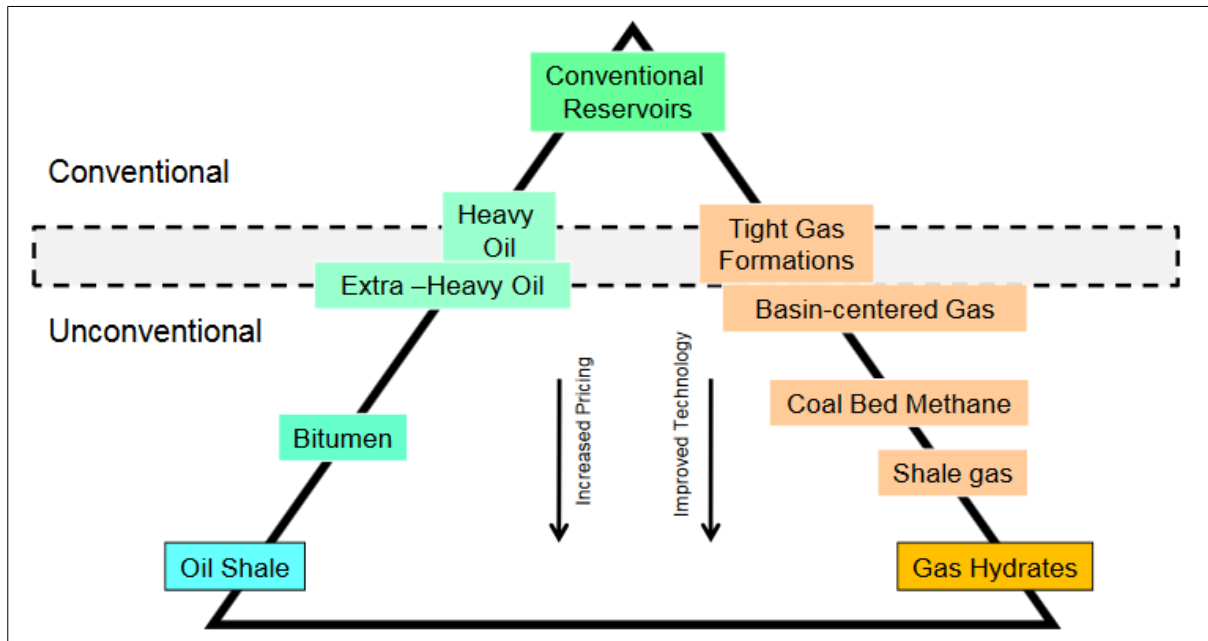 Conventional
Reservoirs
Conventional
Heavy
Oil
Tight Gas
Formations
Extra –Heavy Oil
Basin-centered Gas
Unconventional
Increased Pricing
Improved Technology
Coal Bed Methane
Bitumen
Shale gas
Oil Shale
Gas Hydrates